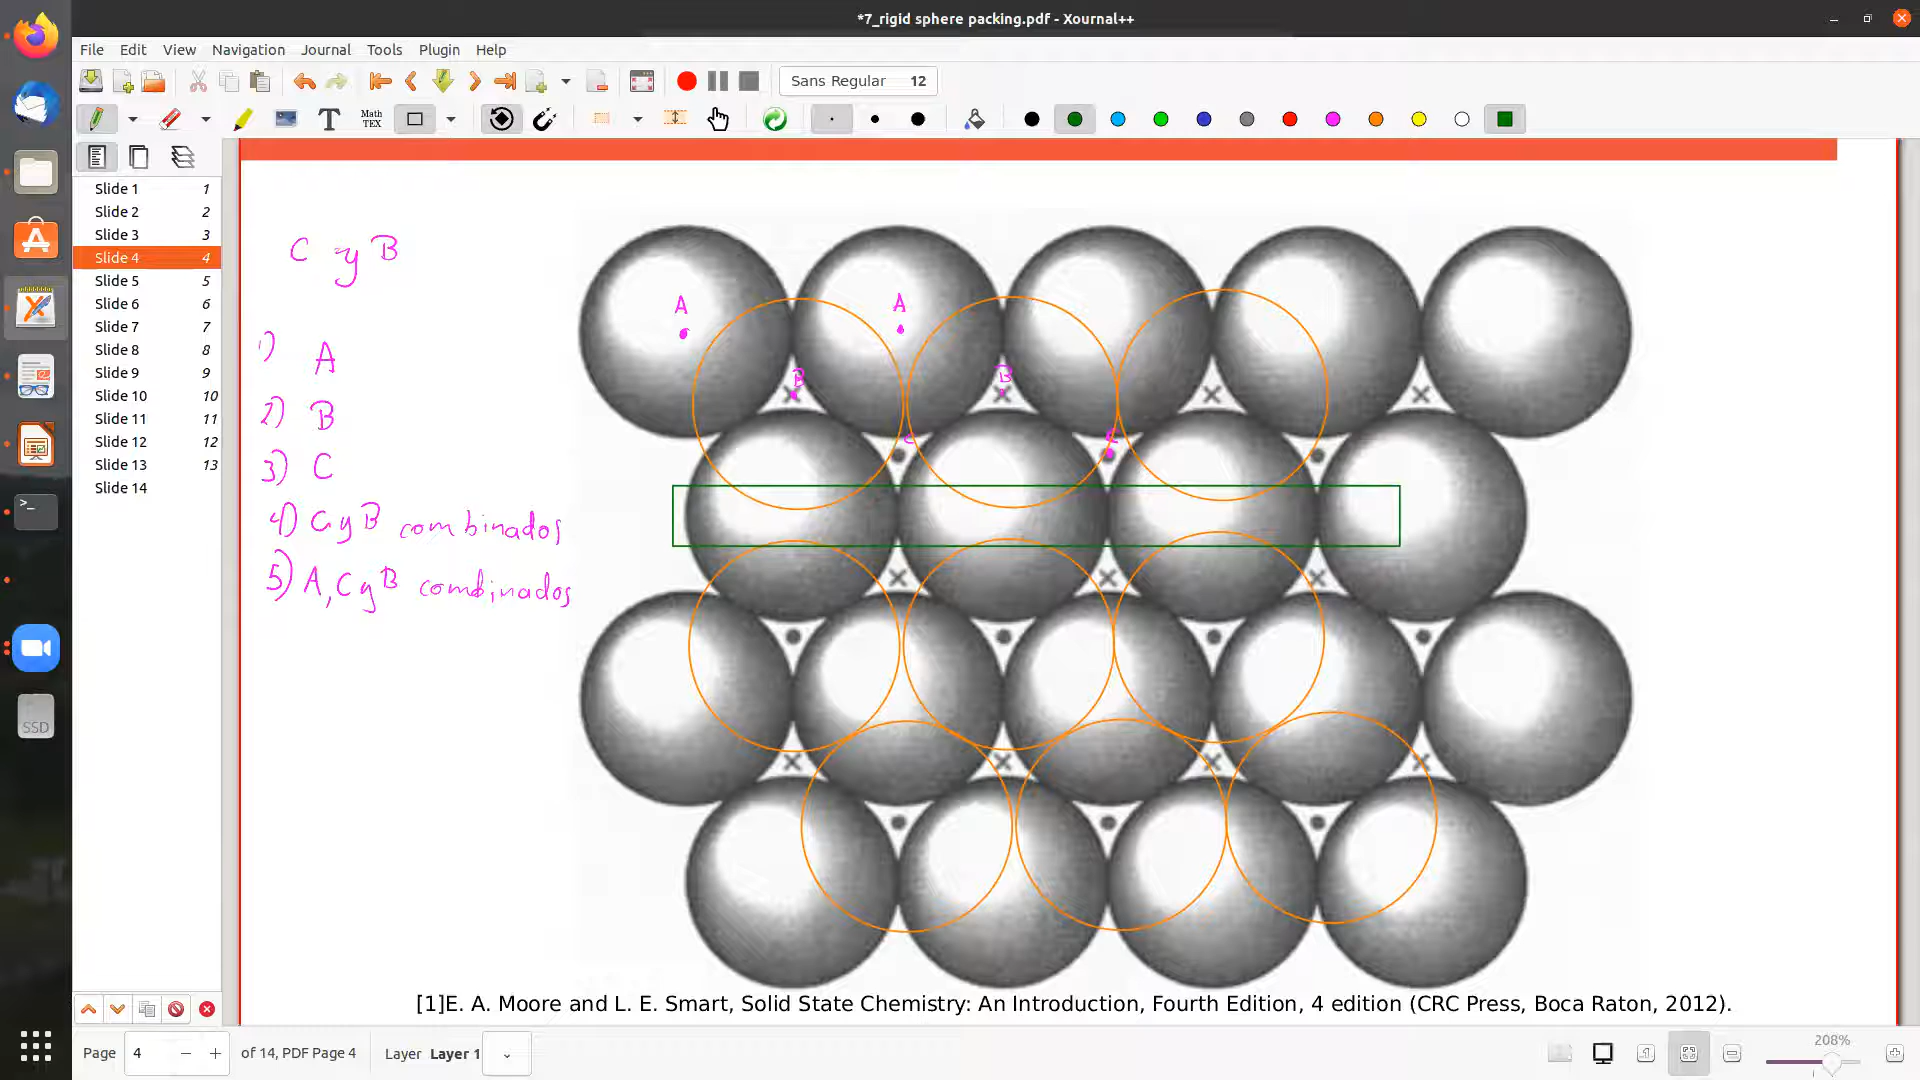 *7_rigid sphere packing.pdf - Xournal++
File Edit View Navigation Journal Tools Plugin Help
Sans Regular 12
T Math TEX
Slide 1 1
Slide 2 2
Slide 3 3
Slide 4 4
Slide 5 5
Slide 6 6
Slide 7 7
Slide 8 8
Slide 9 9
Slide 10 10
Slide 11 11
Slide 12 12
Slide 13 13
Slide 14
C y B
1) A
2) B
3) C
4) C y B combinados
5) A, C y B combinados
A A
B B
C C
[1]E. A. Moore and L. E. Smart, Solid State Chemistry: An Introduction, Fourth Edition, 4 edition (CRC Press, Boca Raton, 2012).
SSD
Page 4 − + of 14, PDF Page 4 Layer Layer 1
208%